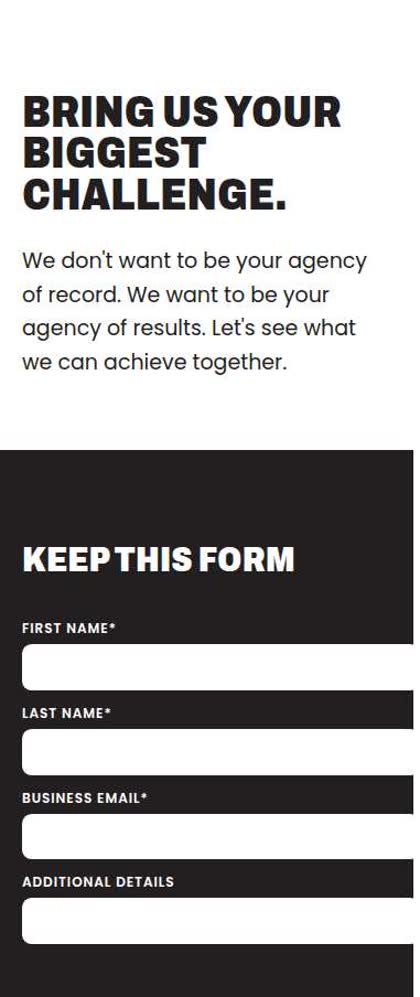 BRING US YOUR
BIGGEST
CHALLENGE.
We don't want to be your agency
of record. We want to be your
agency of results. Let's see what
we can achieve together.
KEEP THIS FORM
FIRST NAME*
LAST NAME*
BUSINESS EMAIL*
ADDITIONAL DETAILS